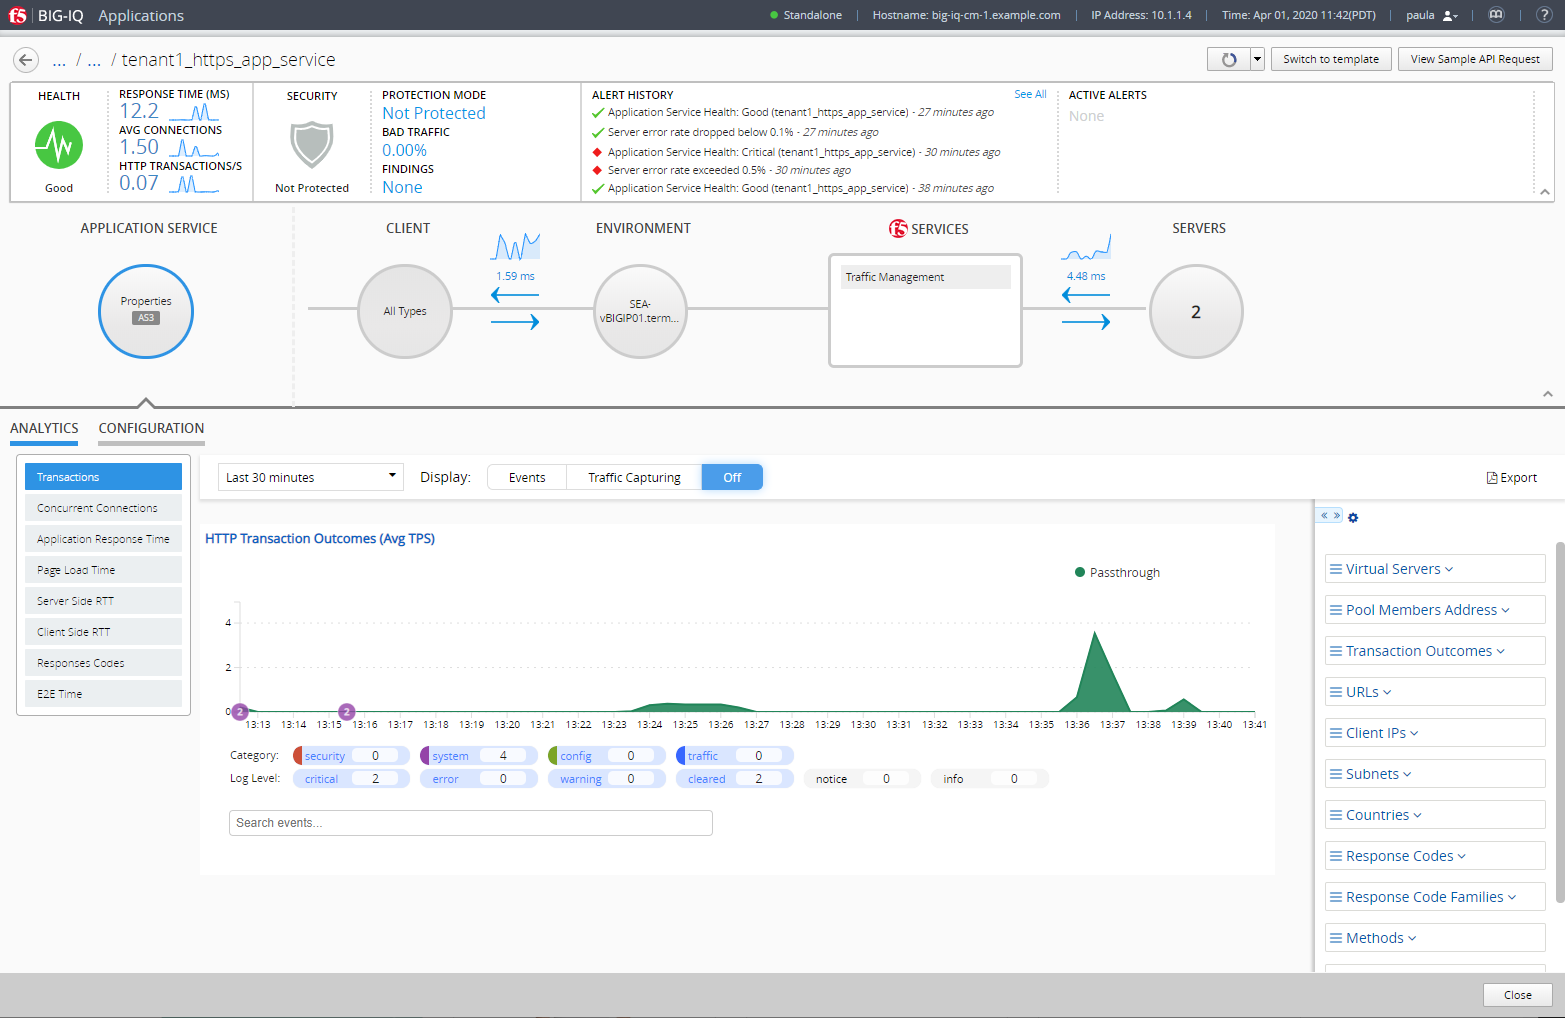 f5 BIG-IQ Applications
Standalone
Hostname: big-iq-cm-1.example.com
IP Address: 10.1.1.4
Time: Apr 01, 2020 11:42(PDT)
paula
?
... / ... / tenant1_https_app_service
Switch to template
View Sample API Request
HEALTH
Good
RESPONSE TIME (MS)
12.2
AVG CONNECTIONS
1.50
HTTP TRANSACTIONS/S
0.07
SECURITY
Not Protected
PROTECTION MODE
Not Protected
BAD TRAFFIC
0.00%
FINDINGS
None
ALERT HISTORY
See All
Application Service Health: Good (tenant1_https_app_service) - 27 minutes ago
Server error rate dropped below 0.1% - 27 minutes ago
Application Service Health: Critical (tenant1_https_app_service) - 30 minutes ago
Server error rate exceeded 0.5% - 30 minutes ago
Application Service Health: Good (tenant1_https_app_service) - 38 minutes ago
ACTIVE ALERTS
None
APPLICATION SERVICE
Properties
AS3
CLIENT
All Types
1.59 ms
ENVIRONMENT
SEA-
vBIGIP01.term...
f5 SERVICES
Traffic Management
4.48 ms
SERVERS
2
ANALYTICS
CONFIGURATION
Transactions
Concurrent Connections
Application Response Time
Page Load Time
Server Side RTT
Client Side RTT
Responses Codes
E2E Time
Last 30 minutes
Display:
Events
Traffic Capturing
Off
Export
HTTP Transaction Outcomes (Avg TPS)
Passthrough
4
2
0
2
2
13:13 13:14 13:15 13:16 13:17 13:18 13:19 13:20 13:21 13:22 13:23 13:24 13:25 13:26 13:27 13:28 13:29 13:30 13:31 13:32 13:33 13:34 13:35 13:36 13:37 13:38 13:39 13:40 13:41
Category: security 0 system 4 config 0 traffic 0
Log Level: critical 2 error 0 warning 0 cleared 2 notice 0 info 0
Search events...
« »
Virtual Servers
Pool Members Address
Transaction Outcomes
URLs
Client IPs
Subnets
Countries
Response Codes
Response Code Families
Methods
Close